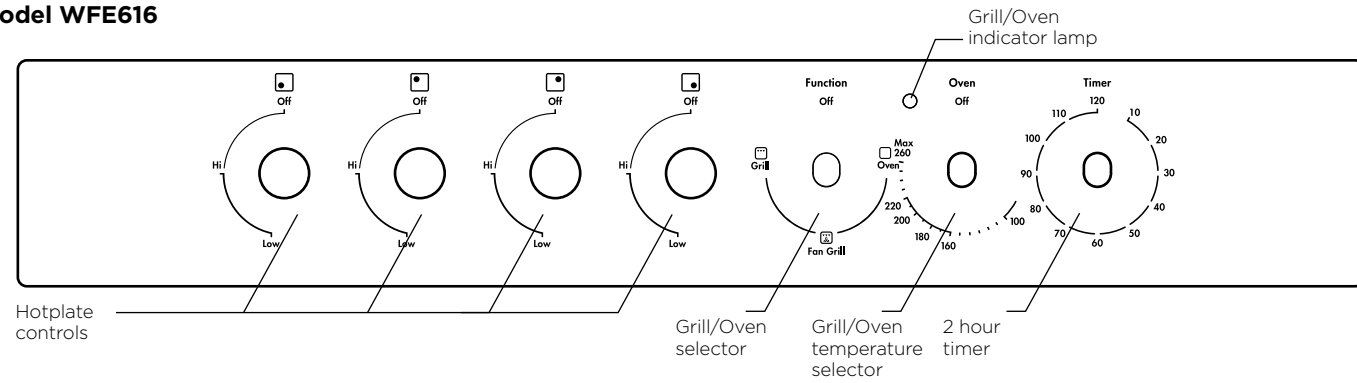 odel WFE616
Grill/Oven
indicator lamp
Off
Hi
Low
Off
Hi
Low
Off
Hi
Low
Off
Hi
Low
Function
Off
Grill
Oven
Fan Grill
Oven
Off
Max
260
220
200
180
160
100
Timer
120
10
20
30
40
50
60
70
80
90
100
110
Hotplate
controls
Grill/Oven
selector
Grill/Oven
temperature
selector
2 hour
timer